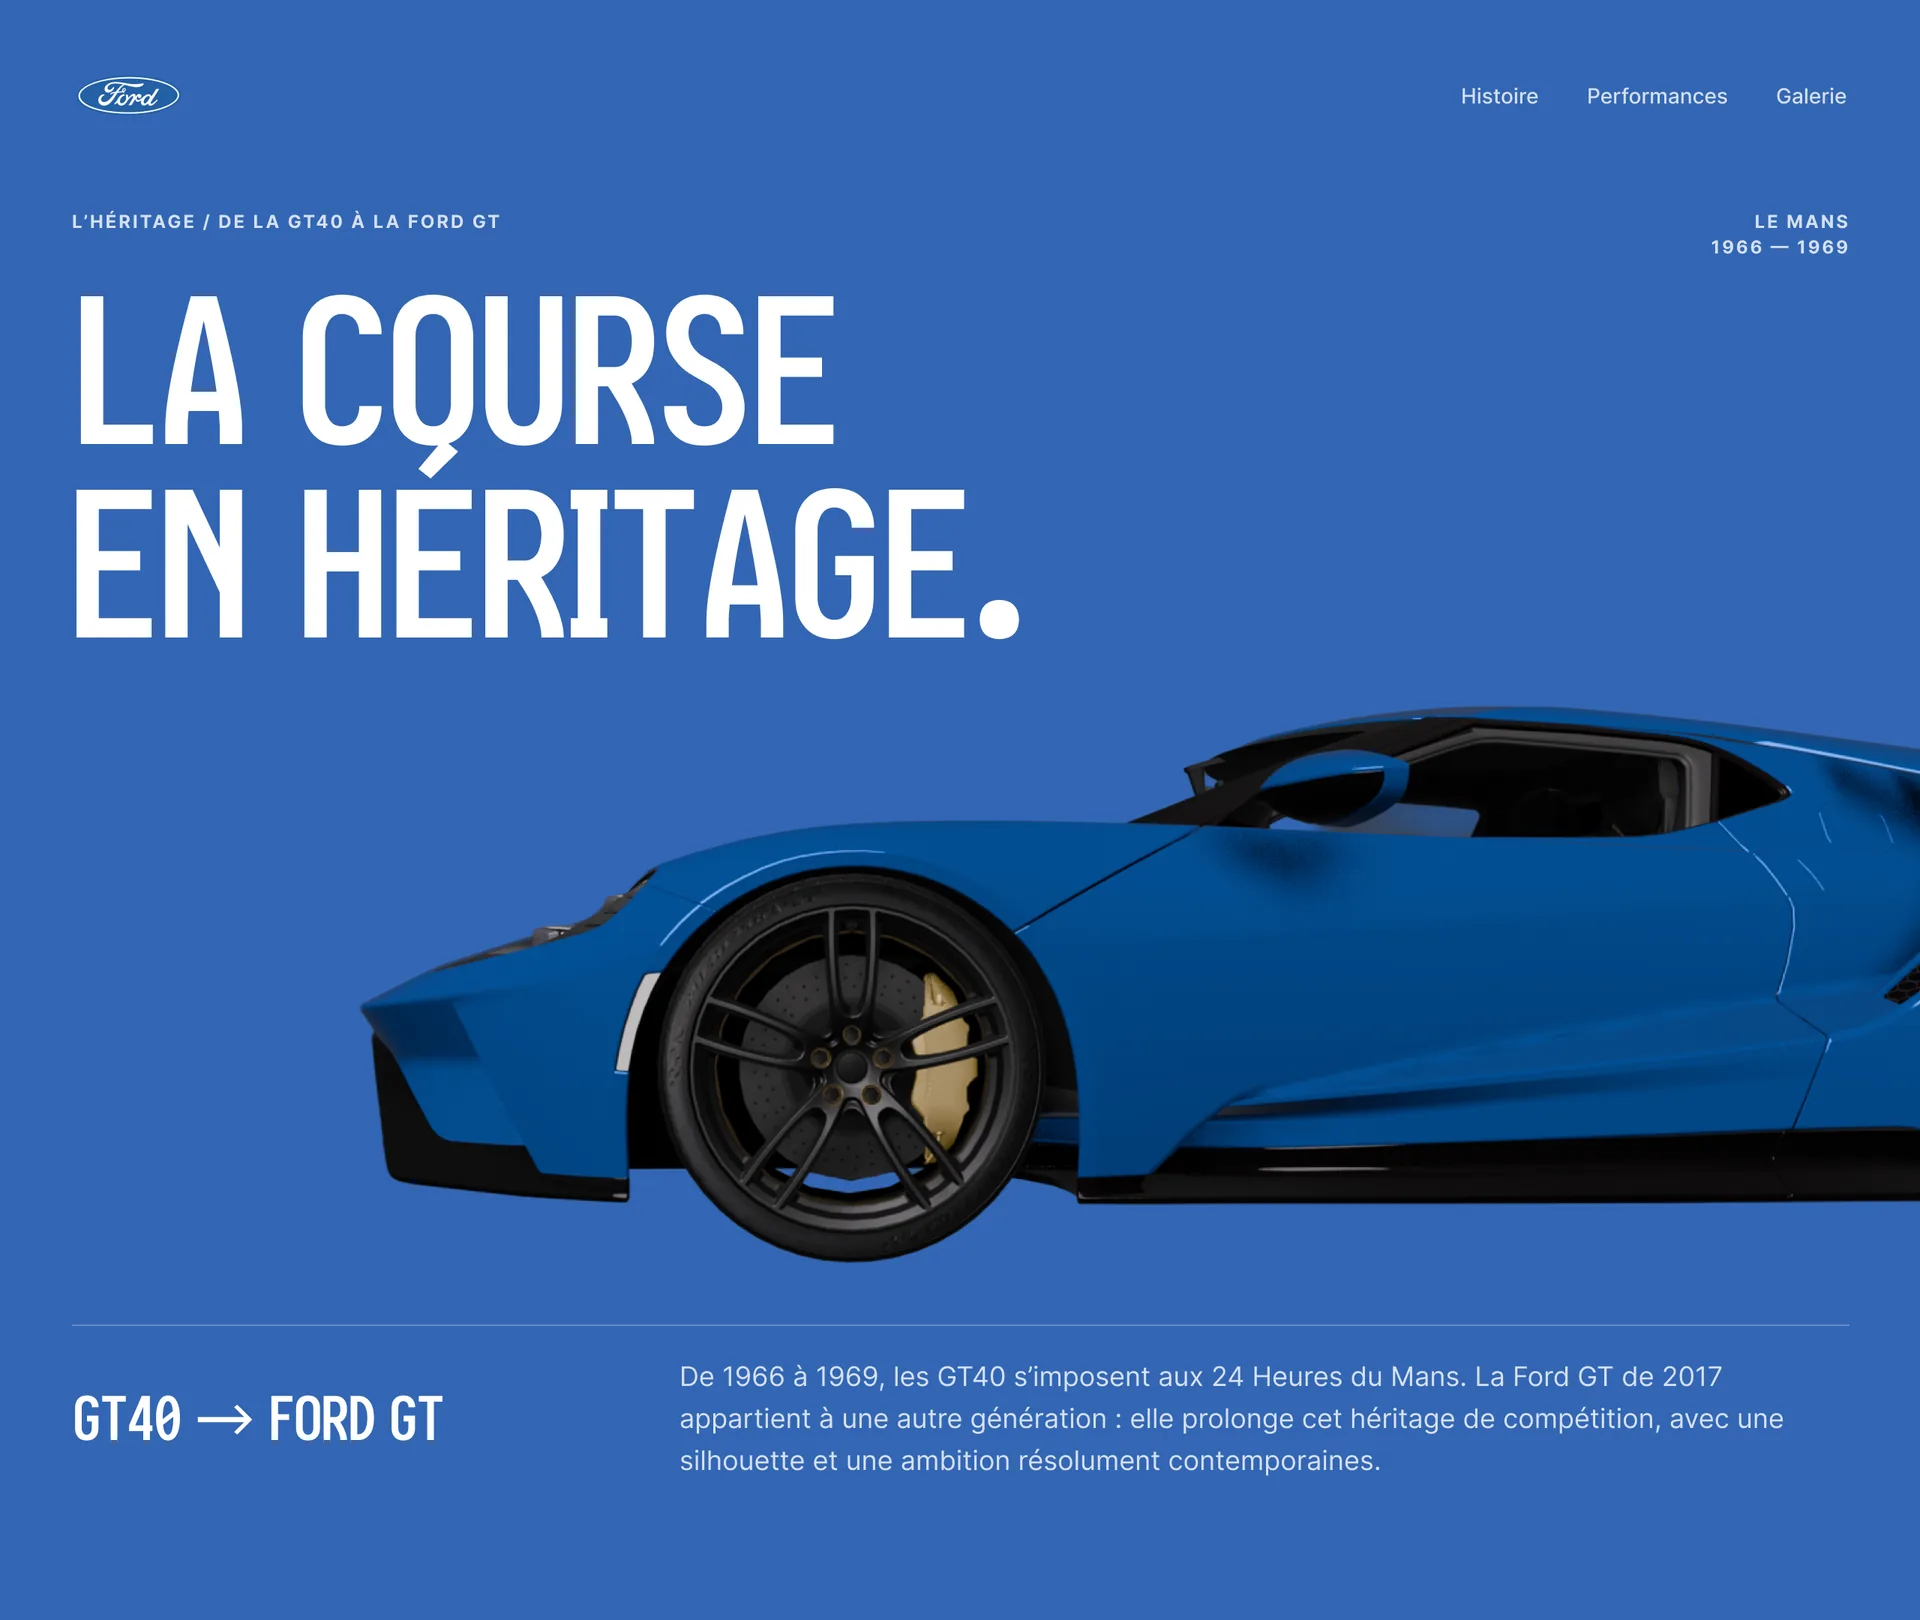 Ford
Histoire Performances Galerie
L’HÉRITAGE / DE LA GT40 À LA FORD GT
LE MANS
1966 — 1969
LA COURSE
EN HÉRITAGE.
GT40 → FORD GT
De 1966 à 1969, les GT40 s’imposent aux 24 Heures du Mans. La Ford GT de 2017
appartient à une autre génération : elle prolonge cet héritage de compétition, avec une
silhouette et une ambition résolument contemporaines.